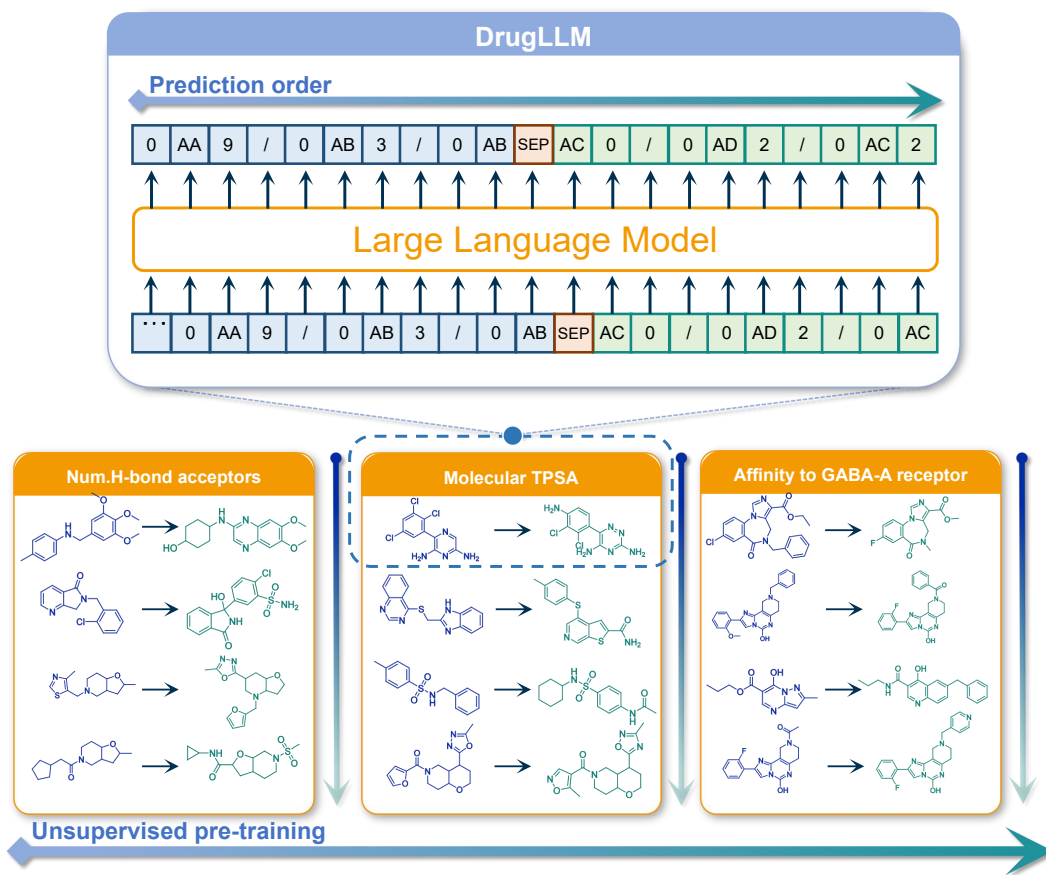 DrugLLM
Prediction order
0 AA 9 / 0 AB 3 / 0 AB SEP AC 0 / 0 AD 2 / 0 AC 2
Large Language Model
... 0 AA 9 / 0 AB 3 / 0 AB SEP AC 0 / 0 AD 2 / 0 AC
Num.H-bond acceptors
Molecular TPSA
Affinity to GABA-A receptor
Unsupervised pre-training